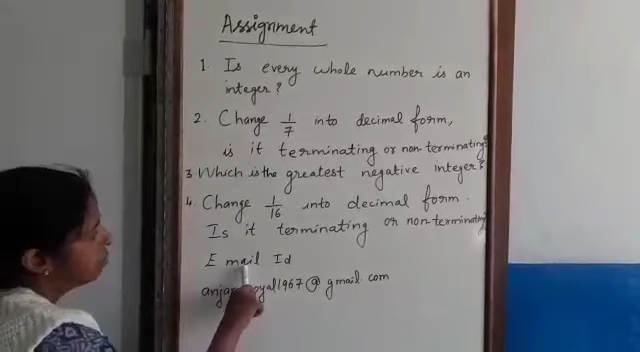 Assignment
1. Is every whole number is an
integer?
2. Change 1/7 into decimal form,
is it terminating or non-terminating
3 Which is the greatest negative integer?
4 Change 1/16 into decimal form.
Is it terminating or non-terminating
E mail Id